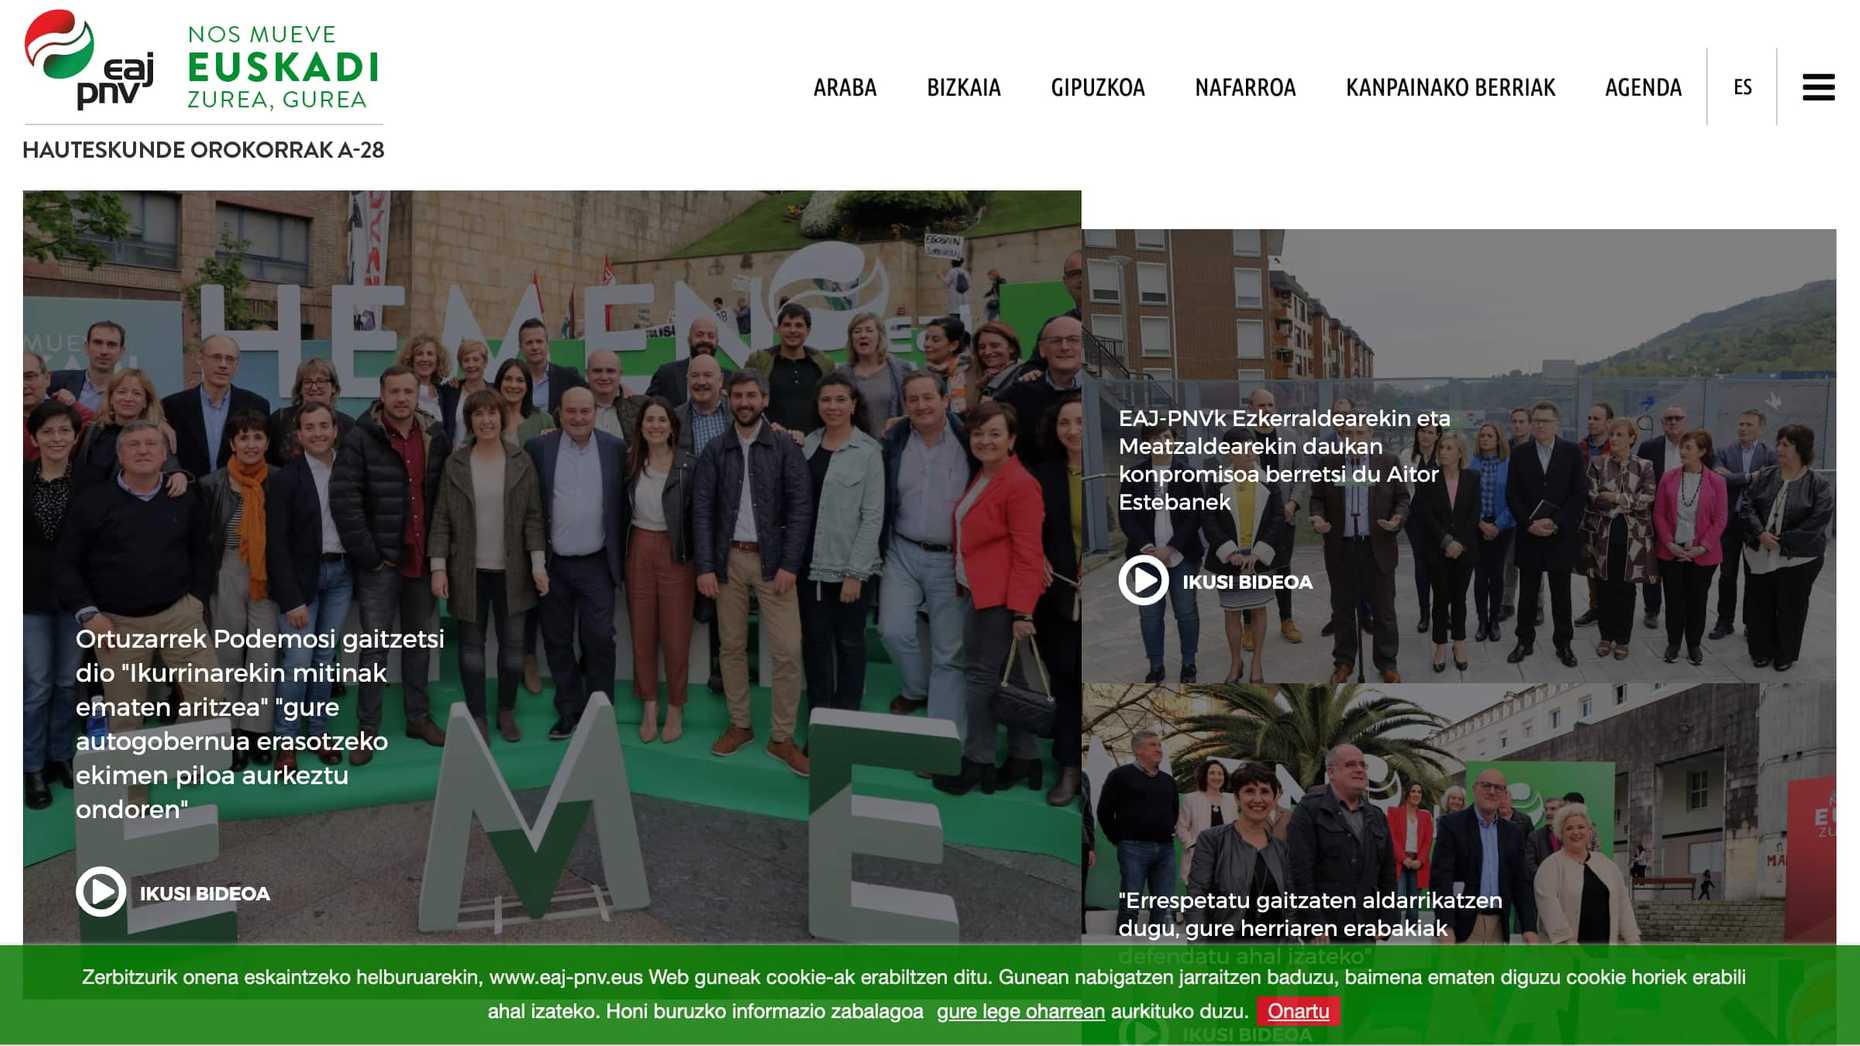 eaj
pnv
NOS MUEVE
EUSKADI
ZUREA, GUREA
HAUTESKUNDE OROKORRAK A-28
ARABA
BIZKAIA
GIPUZKOA
NAFARROA
KANPAINAKO BERRIAK
AGENDA
ES
HEMEN
EME
Ortuzarrek Podemosi gaitzetsi
dio "Ikurrinarekin mitinak
ematen aritzea" "gure
autogobernua erasotzeko
ekimen piloa aurkeztu
ondoren"
IKUSI BIDEOA
EAJ-PNVk Ezkerraldearekin eta
Meatzaldearekin daukan
konpromisoa berretsi du Aitor
Estebanek
IKUSI BIDEOA
"Errespetatu gaitzaten aldarrikatzen
dugu, gure herriaren erabakiak
defendatu ahal izateko"
IKUSI BIDEOA
Zerbitzurik onena eskaintzeko helburuarekin, www.eaj-pnv.eus Web guneak cookie-ak erabiltzen ditu. Gunean nabigatzen jarraitzen baduzu, baimena ematen diguzu cookie horiek erabili
ahal izateko. Honi buruzko informazio zabalagoa gure lege oharrean aurkituko duzu. Onartu